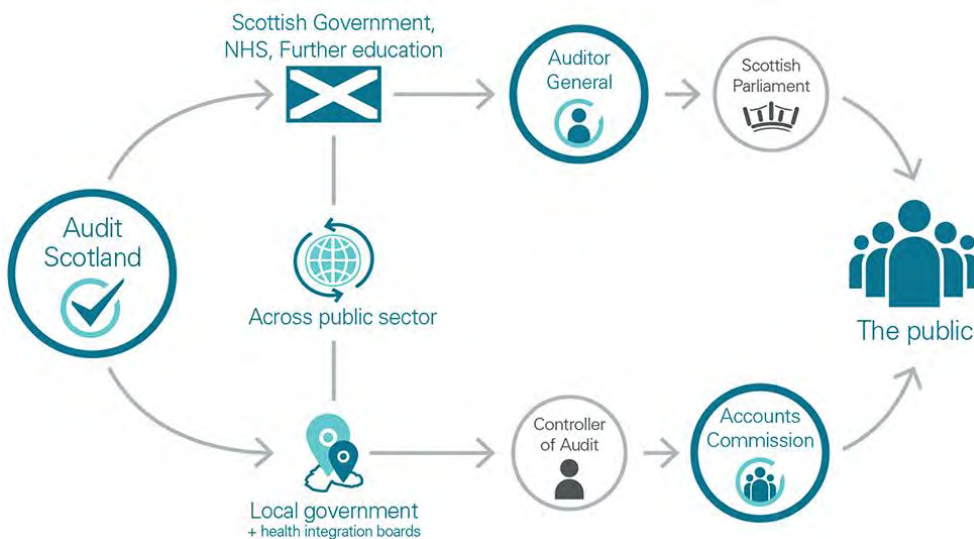 Scottish Government,
NHS, Further education
Auditor
General
Scottish
Parliament
Audit
Scotland
Across public sector
The public
Controller
of Audit
Accounts
Commission
Local government
+ health integration boards